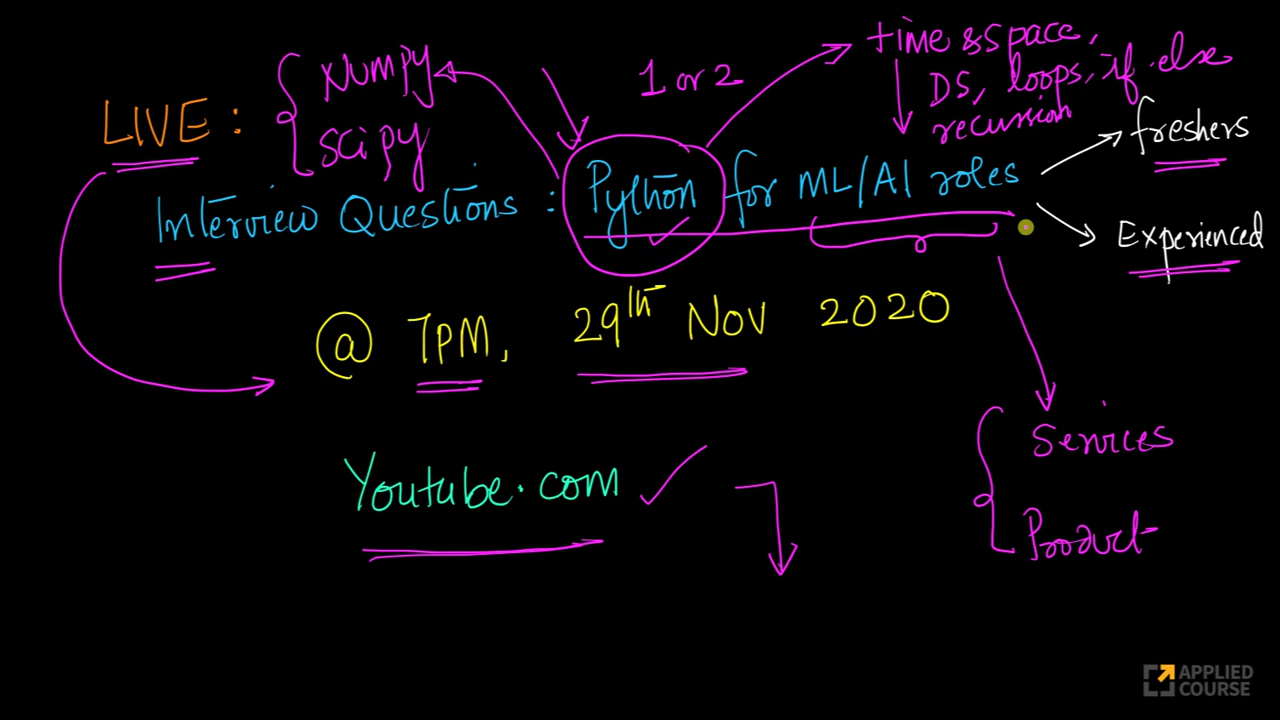 time & space,
DS, loops, if else
recursion
1 or 2
Numpy
scipy
LIVE :
freshers
Interview Questions : Python for ML/AI roles
Experienced
@ 7PM, 29th Nov 2020
Services
Youtube.com
Product
APPLIED
COURSE